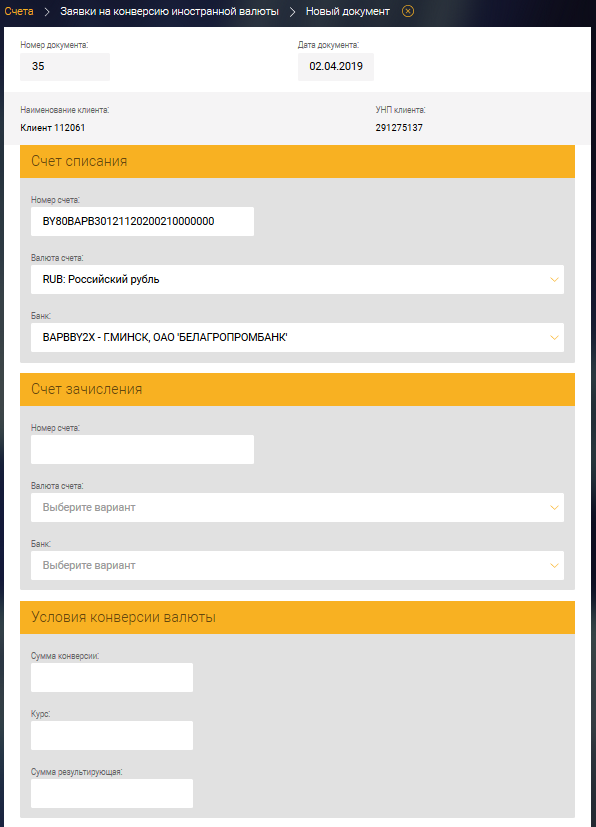 Счета > Заявки на конверсию иностранной валюты > Новый документ
Номер документа: Дата документа:
35 02.04.2019
Наименование клиента: УНП клиента:
Клиент 112061 291275137
Счет списания
Номер счета:
BY80BAPB30121120200210000000
Валюта счета:
RUB: Российский рубль
Банк:
BAPBBY2X - Г.МИНСК, ОАО 'БЕЛАГРОПРОМБАНК'
Счет зачисления
Номер счета:
Валюта счета:
Выберите вариант
Банк:
Выберите вариант
Условия конверсии валюты
Сумма конверсии:
Курс:
Сумма результирующая: